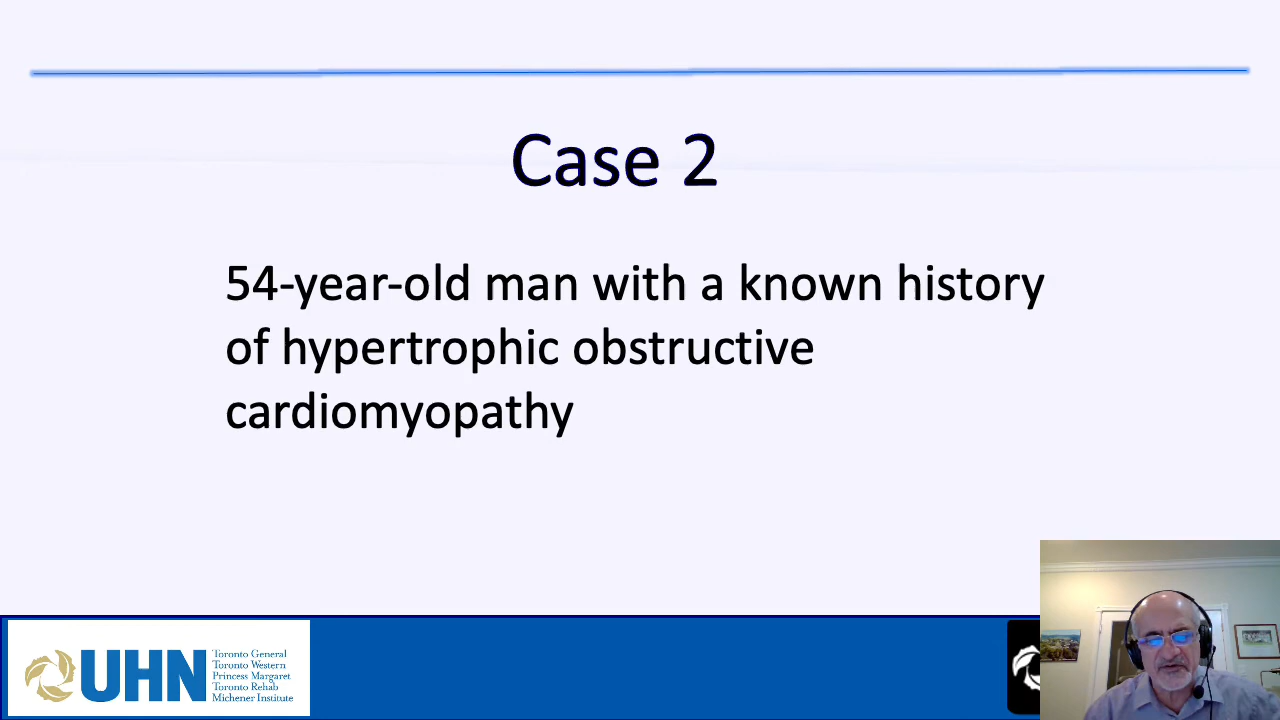 Case 2
54-year-old man with a known history
of hypertrophic obstructive
cardiomyopathy
UHN
Toronto General
Toronto Western
Princess Margaret
Toronto Rehab
Michener Institute